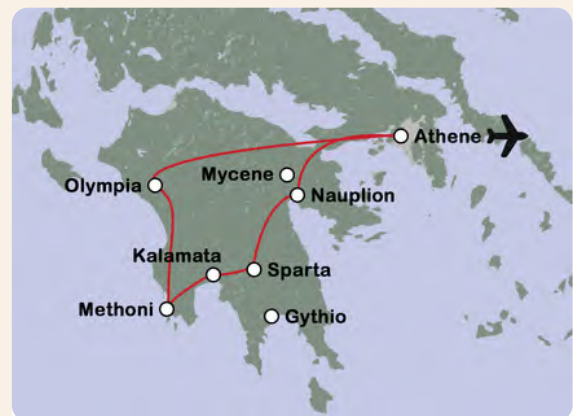 Athene
Mycene
Olympia
Nauplion
Kalamata
Sparta
Methoni
Gythio